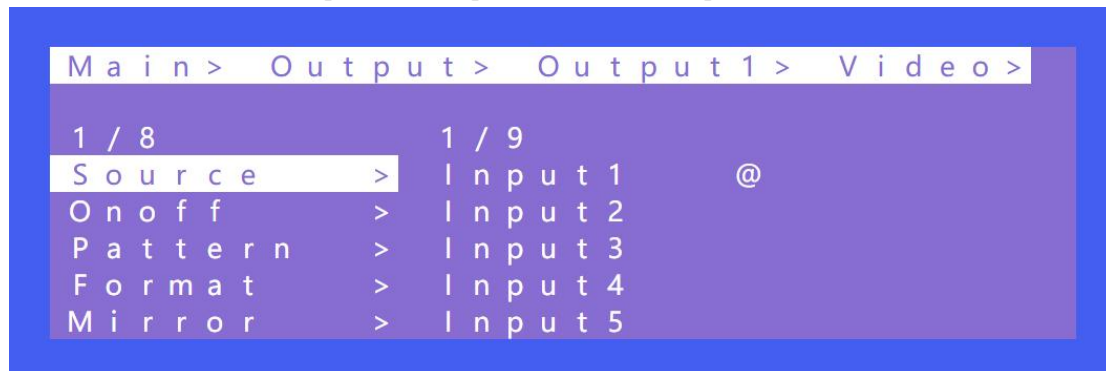 Main> Output> Output1> Video>
1/8 1/9
Source > Input1 @
Onoff > Input2
Pattern > Input3
Format > Input4
Mirror > Input5